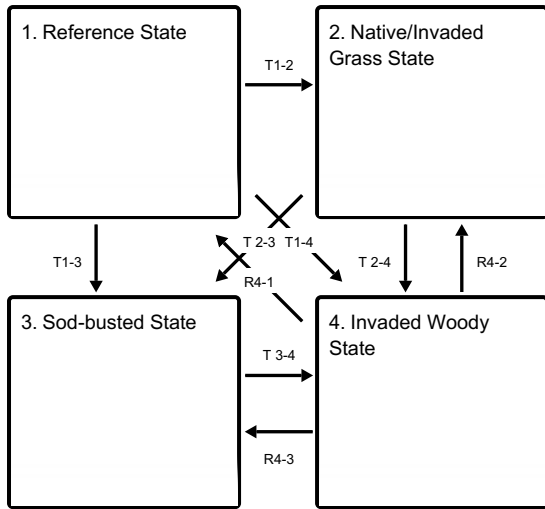 1. Reference State
2. Native/Invaded
Grass State
T1-2
T1-3
T 2-3
T1-4
R4-1
T 2-4
R4-2
3. Sod-busted State
4. Invaded Woody
State
T 3-4
R4-3